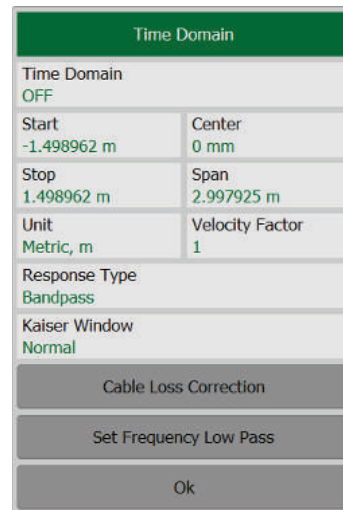 Time Domain
Time Domain
OFF
Start
-1.498962 m
Center
0 mm
Stop
1.498962 m
Span
2.997925 m
Unit
Metric, m
Velocity Factor
1
Response Type
Bandpass
Kaiser Window
Normal
Cable Loss Correction
Set Frequency Low Pass
Ok